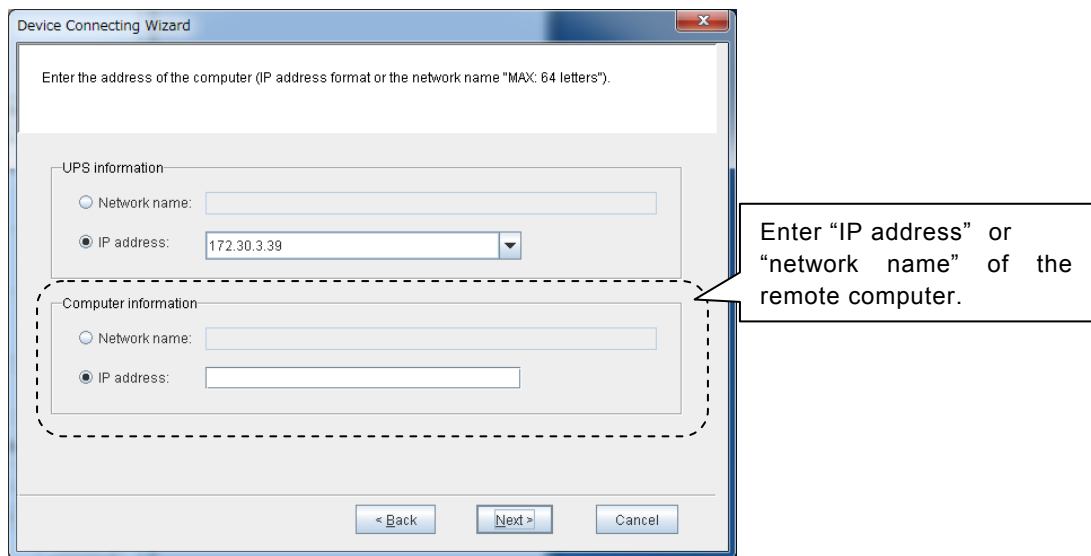 Device Connecting Wizard
Enter the address of the computer (IP address format or the network name "MAX: 64 letters").
UPS information
Network name:
IP address: 172.30.3.39
Enter “IP address” or
“network name” of the
remote computer.
Computer information
Network name:
IP address:
< Back Next > Cancel